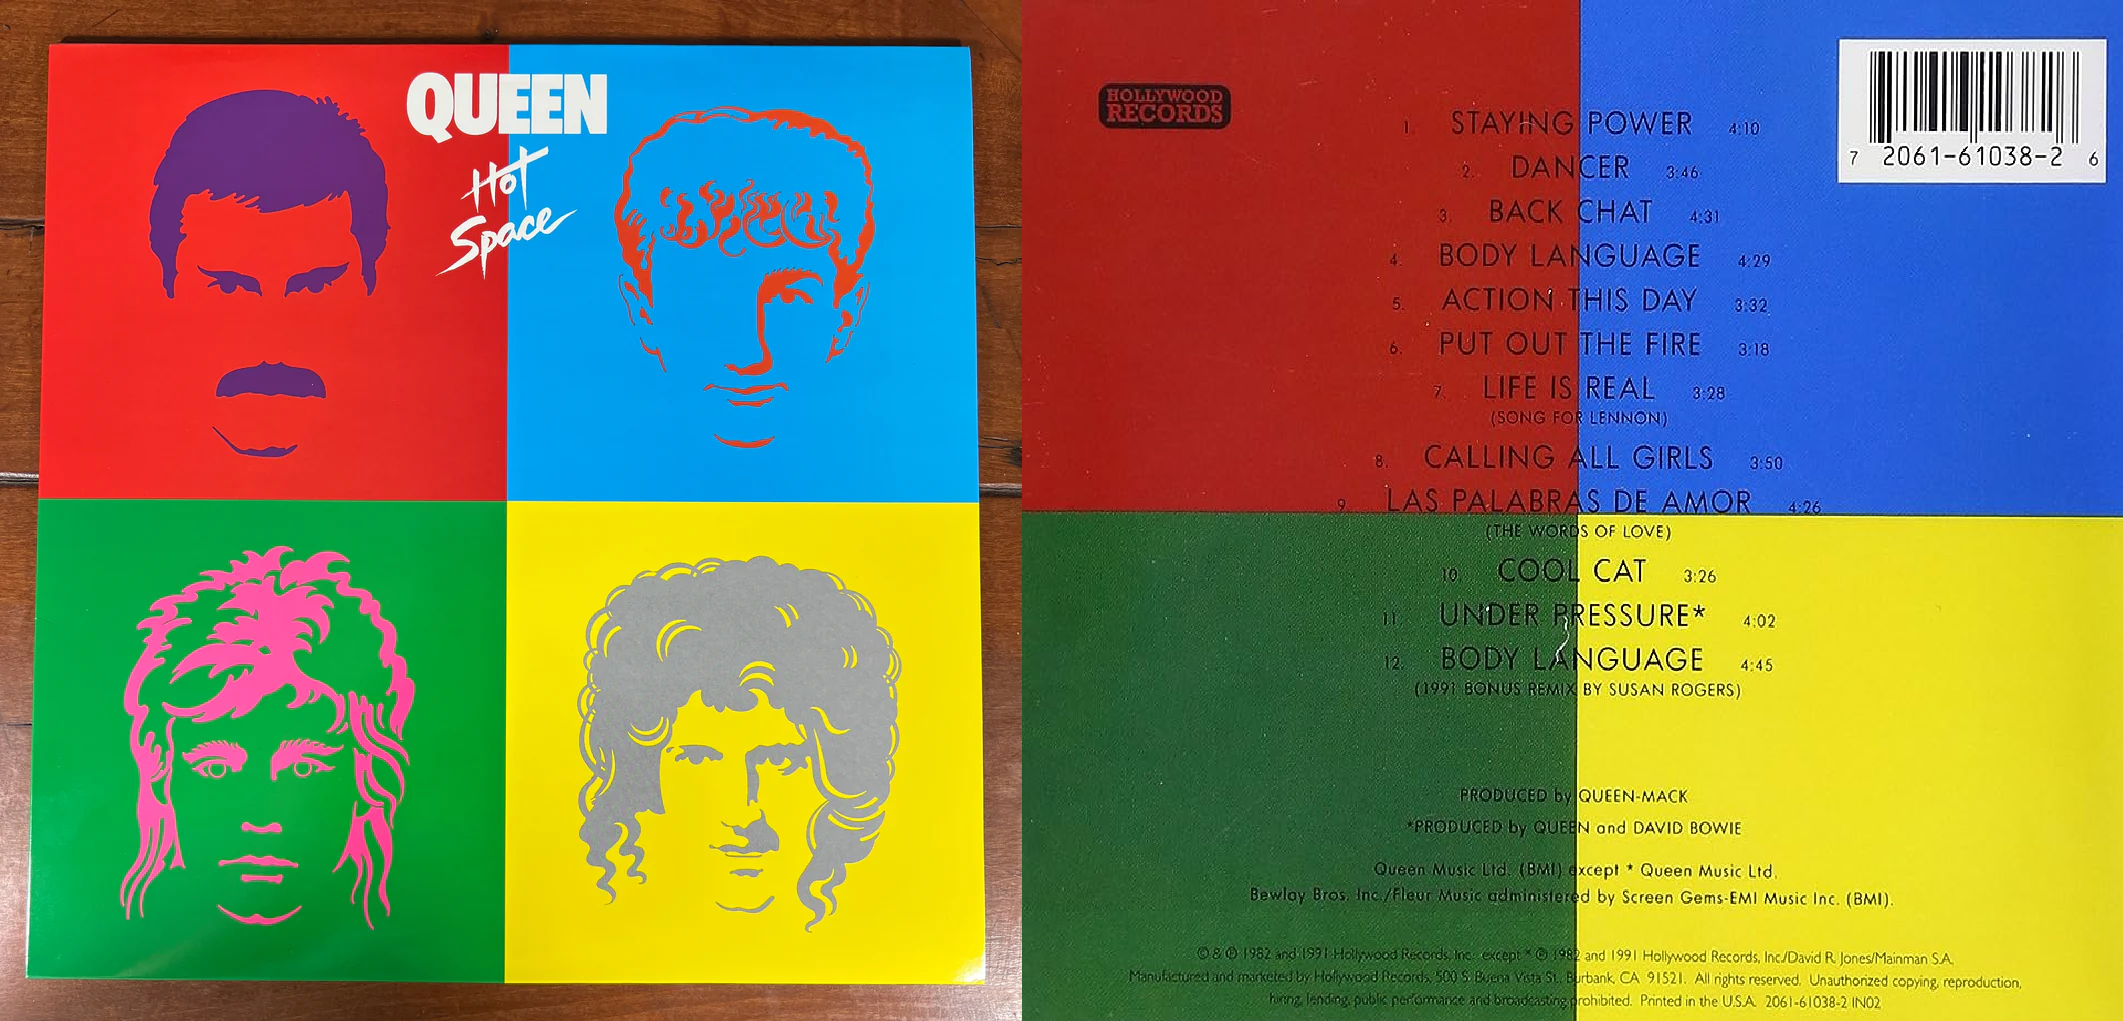 QUEEN
Hot
Space
HOLLYWOOD
RECORDS
1. STAYING POWER 4:10
2. DANCER 3:46
3. BACK CHAT 4:31
4. BODY LANGUAGE 4:29
5. ACTION THIS DAY 3:32
6. PUT OUT THE FIRE 3:18
7. LIFE IS REAL 3:28
(SONG FOR LENNON)
8. CALLING ALL GIRLS 3:50
9. LAS PALABRAS DE AMOR 4:26
(THE WORDS OF LOVE)
10. COOL CAT 3:26
11. UNDER PRESSURE* 4:02
12. BODY LANGUAGE 4:45
(1991 BONUS REMIX BY SUSAN ROGERS)
7 2061-61038-2 6
PRODUCED by QUEEN-MACK
*PRODUCED by QUEEN and DAVID BOWIE
Queen Music Ltd. (BMI) except * Queen Music Ltd.
Bewlay Bros. Inc./Fleur Music administered by Screen Gems-EMI Music Inc. (BMI).
© & ℗ 1982 and 1991 Hollywood Records, Inc. except * ℗ 1982 and 1991 Hollywood Records, Inc./David R. Jones/Mainman S.A.
Manufactured and marketed by Hollywood Records, 500 S. Buena Vista St., Burbank, CA 91521. All rights reserved. Unauthorized copying, reproduction,
hiring, lending, public performance and broadcasting prohibited. Printed in the U.S.A. 2061-61038-2 IN02